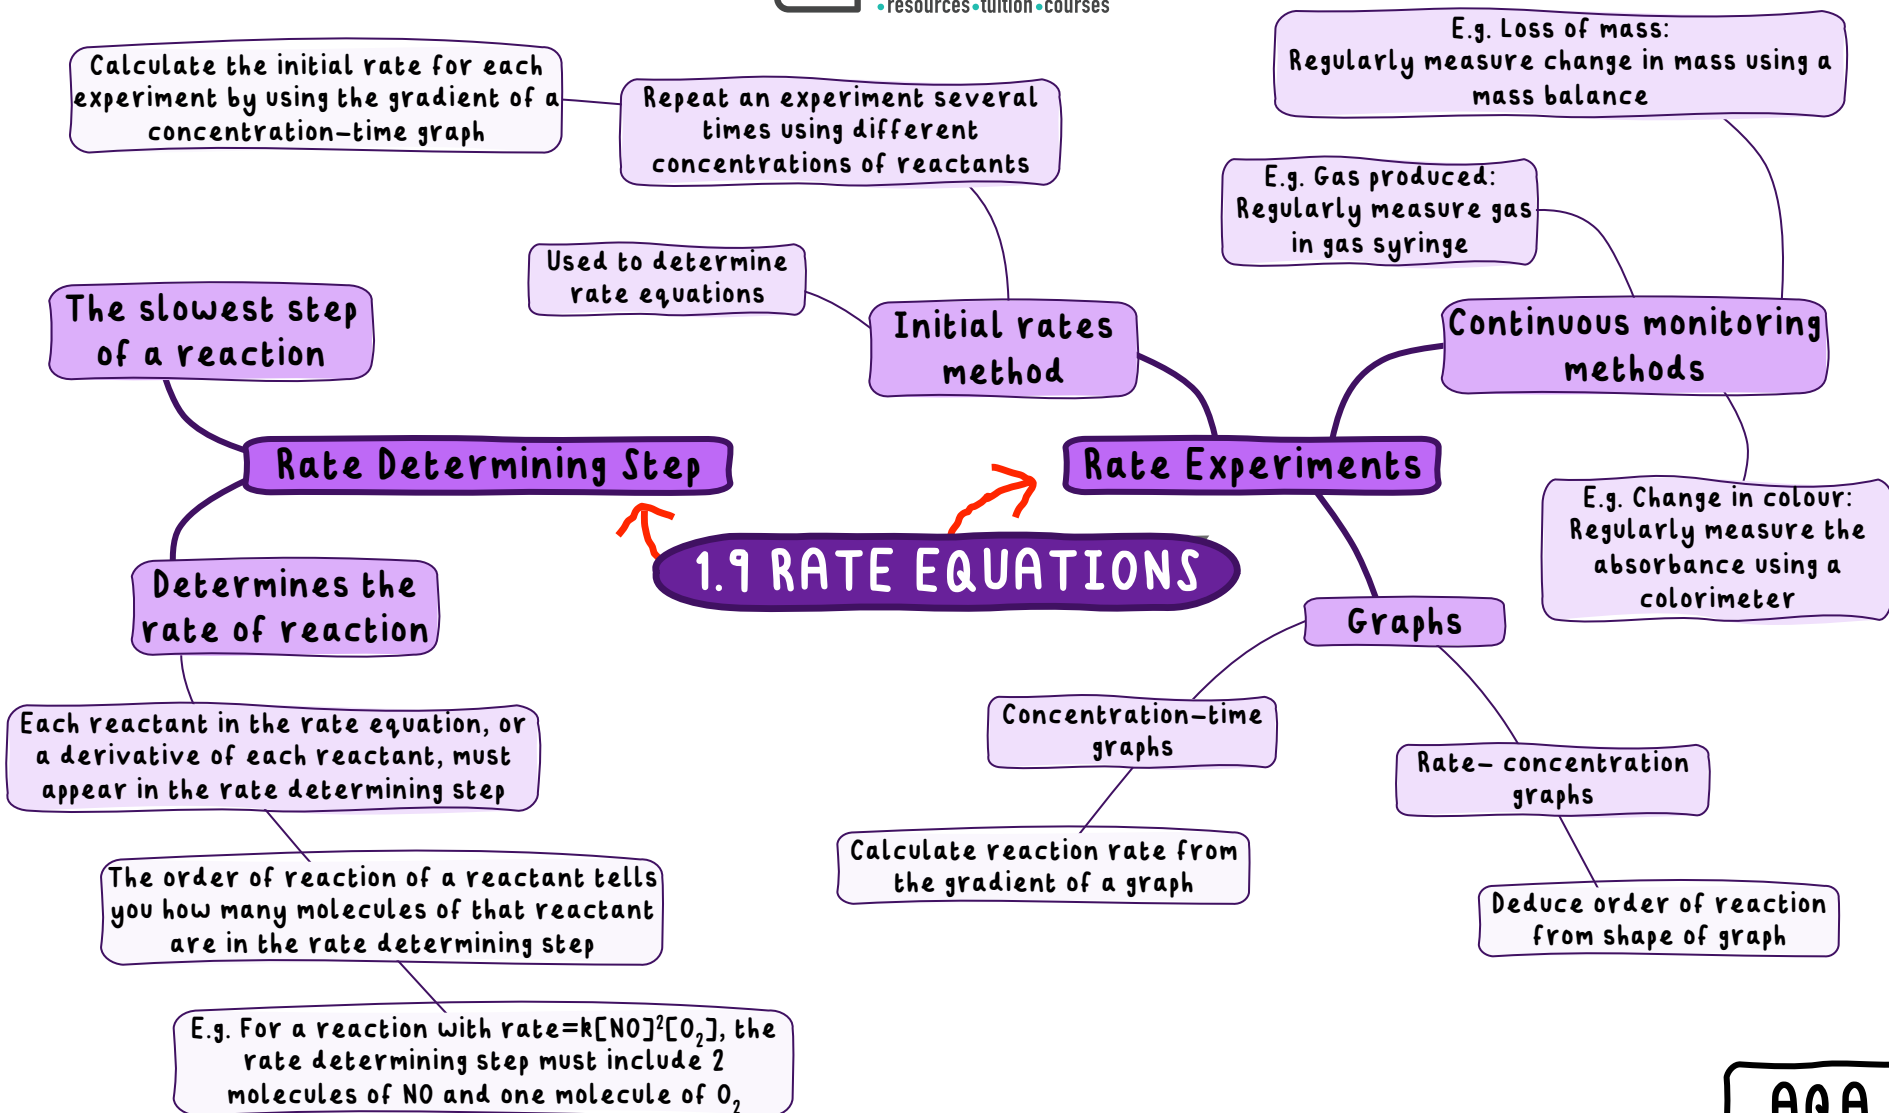 •resources•tuition•courses
E.g. Loss of mass:
Regularly measure change in mass using a
mass balance
Calculate the initial rate for each
experiment by using the gradient of a
concentration-time graph
Repeat an experiment several
times using different
concentrations of reactants
E.g. Gas produced:
Regularly measure gas
in gas syringe
Used to determine
rate equations
The slowest step
of a reaction
Initial rates
method
Continuous monitoring
methods
Rate Determining Step
Rate Experiments
E.g. Change in colour:
Regularly measure the
absorbance using a
colorimeter
1.9 RATE EQUATIONS
Determines the
rate of reaction
Graphs
Each reactant in the rate equation, or
a derivative of each reactant, must
appear in the rate determining step
Concentration-time
graphs
Rate- concentration
graphs
The order of reaction of a reactant tells
you how many molecules of that reactant
are in the rate determining step
Calculate reaction rate from
the gradient of a graph
Deduce order of reaction
from shape of graph
E.g. For a reaction with rate=k[NO]²[O₂], the
rate determining step must include 2
molecules of NO and one molecule of O₂
AQA